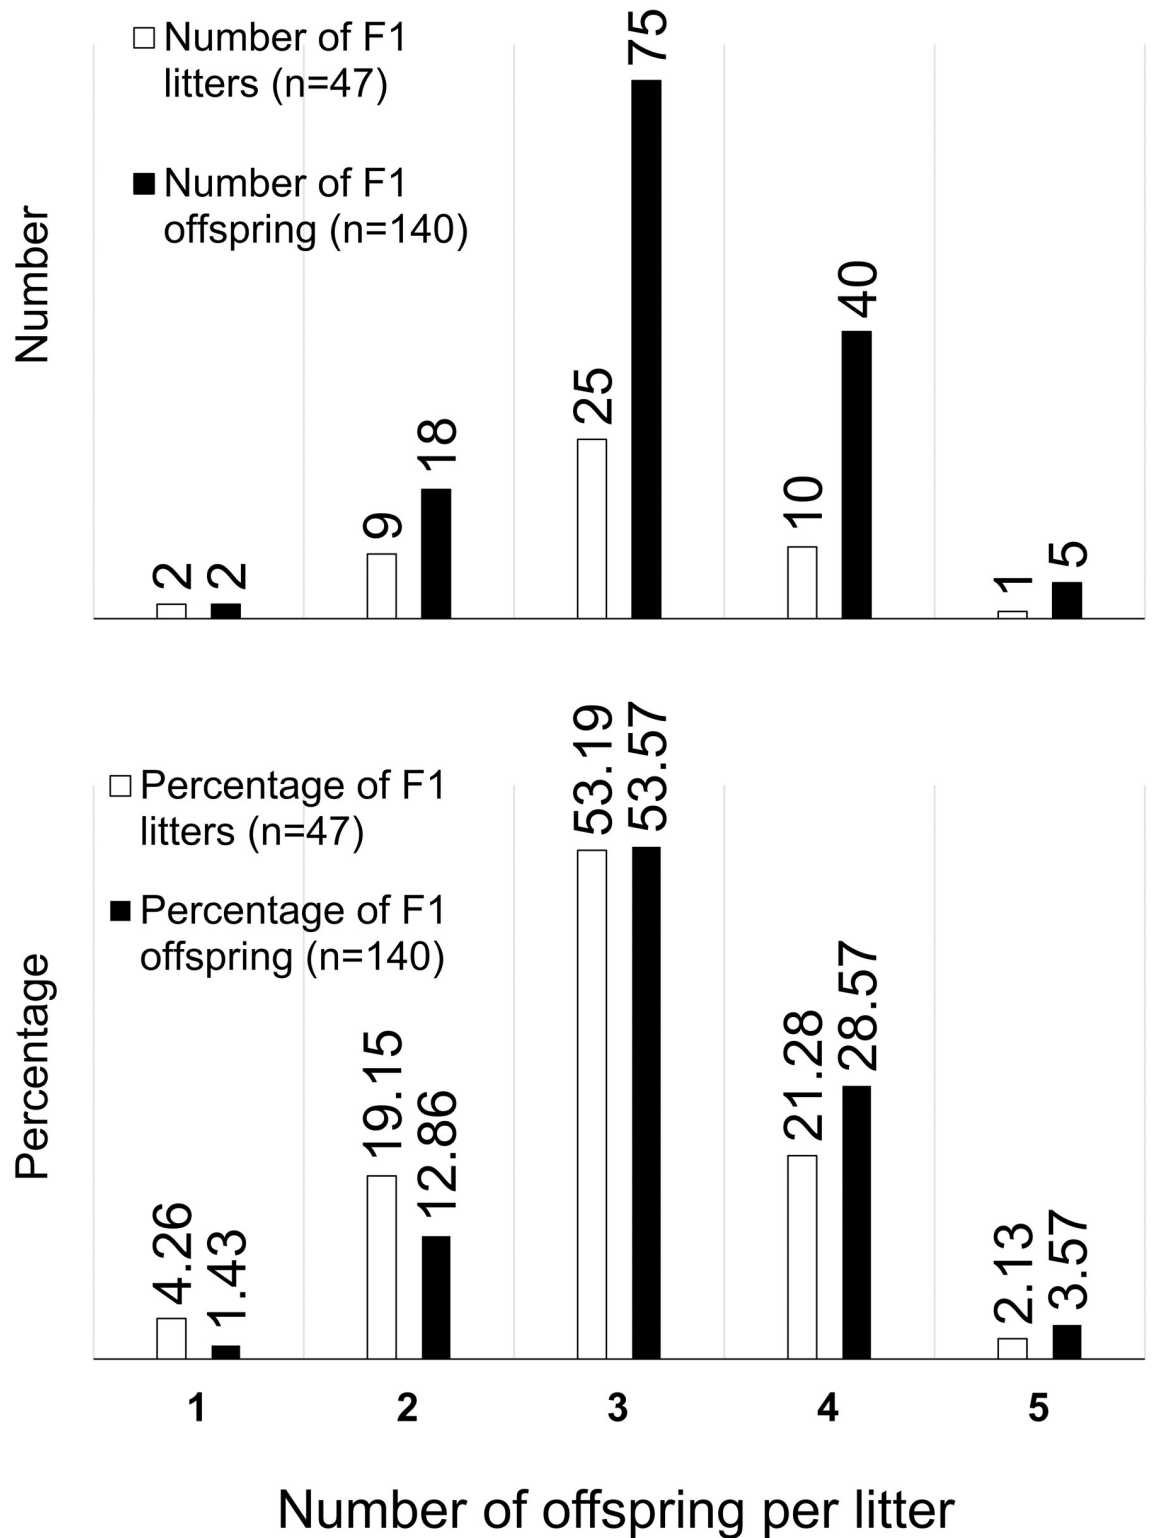 Number of F1
litters (n=47)
Number of F1
offspring (n=140)
Number
2
2
9
18
25
75
10
40
1
5
Percentage of F1
litters (n=47)
Percentage of F1
offspring (n=140)
Percentage
4.26
1.43
19.15
12.86
53.19
53.57
21.28
28.57
2.13
3.57
1 2 3 4 5
Number of offspring per litter